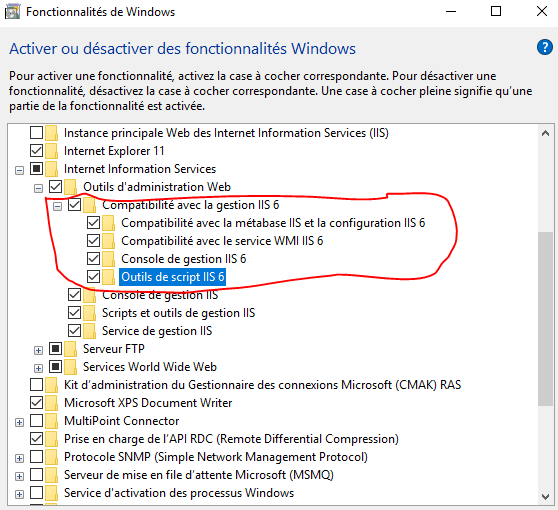 Fonctionnalités de Windows
Activer ou désactiver des fonctionnalités Windows
?
Pour activer une fonctionnalité, activez la case à cocher correspondante. Pour désactiver une
fonctionnalité, désactivez la case à cocher correspondante. Une case à cocher pleine signifie qu'une
partie de la fonctionnalité est activée.
Instance principale Web des Internet Information Services (IIS)
Internet Explorer 11
Internet Information Services
Outils d'administration Web
Compatibilité avec la gestion IIS 6
Compatibilité avec la métabase IIS et la configuration IIS 6
Compatibilité avec le service WMI IIS 6
Console de gestion IIS 6
Outils de script IIS 6
Console de gestion IIS
Scripts et outils de gestion IIS
Service de gestion IIS
Serveur FTP
Services World Wide Web
Kit d'administration du Gestionnaire des connexions Microsoft (CMAK) RAS
Microsoft XPS Document Writer
MultiPoint Connector
Prise en charge de l'API RDC (Remote Differential Compression)
Protocole SNMP (Simple Network Management Protocol)
Serveur de mise en file d'attente Microsoft (MSMQ)
Service d'activation des processus Windows